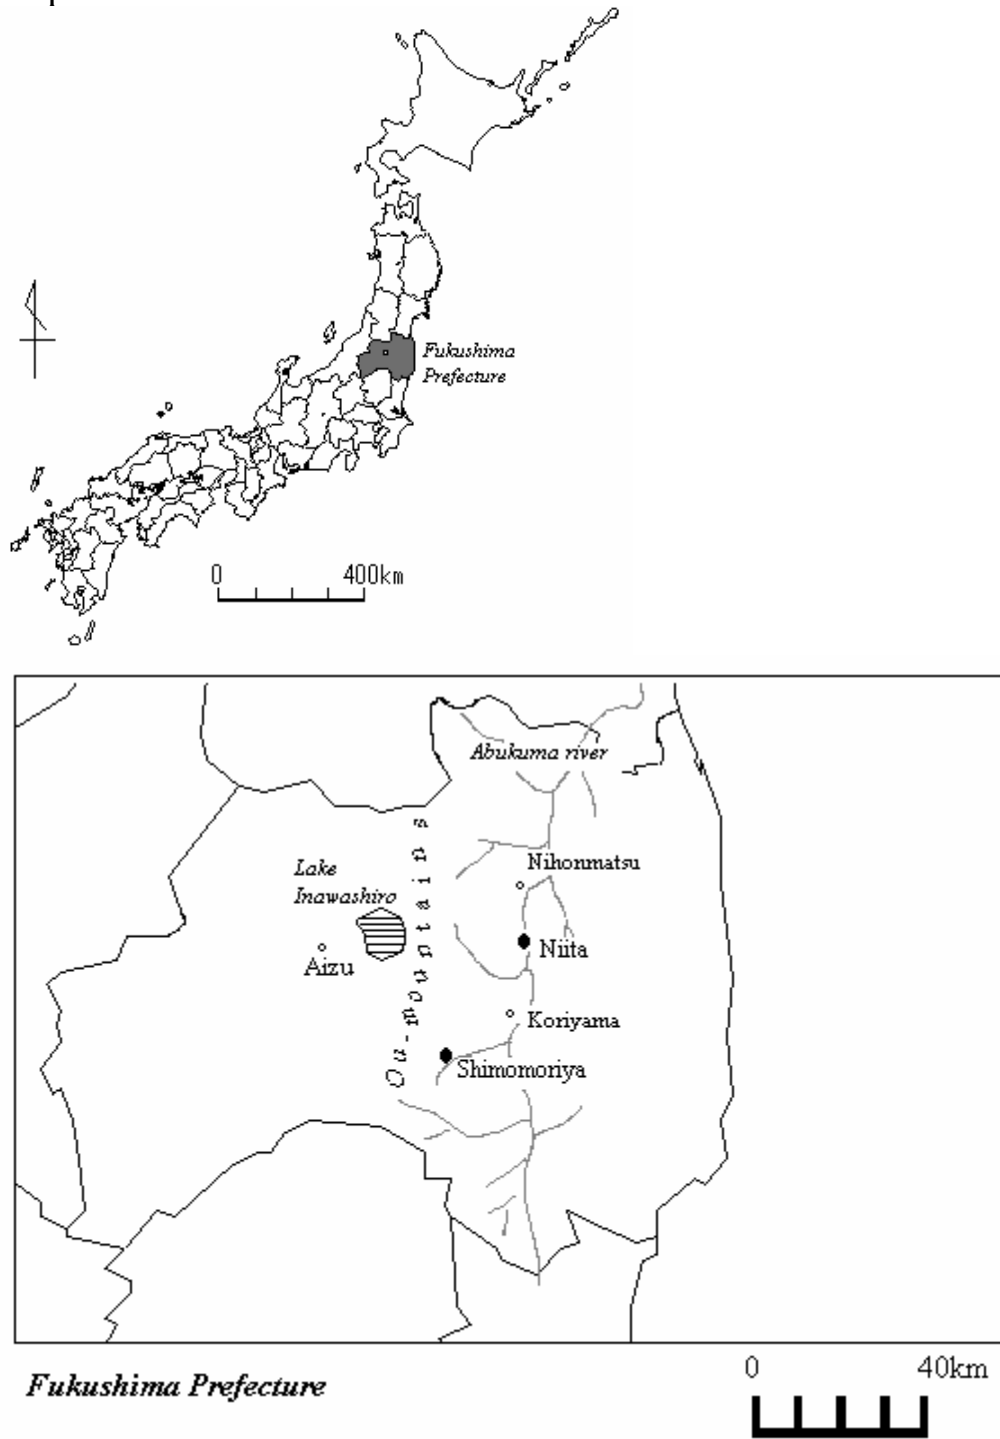 Fukushima
Prefecture
0 400km
Abukuma river
Nihonmatsu
Lake
Inawashiro
Ou-mountains
Niita
Aizu
Koriyama
Shimomoriya
Fukushima Prefecture
0 40km